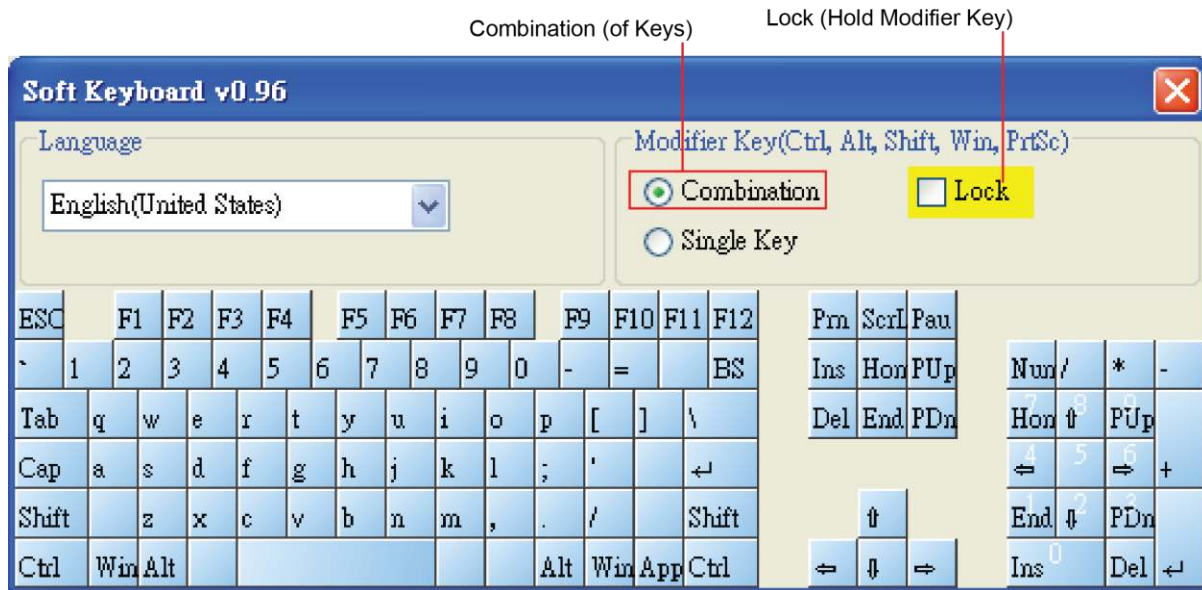 Combination (of Keys)
Lock (Hold Modifier Key)
Soft Keyboard v0.96
Language
Modifier Key(Ctrl, Alt, Shift, Win, PrtSc)
English(United States)
Combination
Lock
Single Key
ESC F1 F2 F3 F4 F5 F6 F7 F8 F9 F10 F11 F12 Prn ScrL Pau
` 1 2 3 4 5 6 7 8 9 0 - = BS Ins Hon PUp Num / * -
Tab q w e r t y u i o p [ ] \ Del End PDn 7 Hon 8 ⇧ 9 PUp
Cap a s d f g h j k l ; ' ↵ 4 ⇦ 5 6 ⇨ +
Shift z x c v b n m , . / Shift ⇧ 1 End 2 ⇩ 3 PDn
Ctrl Win Alt Alt Win App Ctrl ⇦ ⇩ ⇨ Ins 0 Del ↵